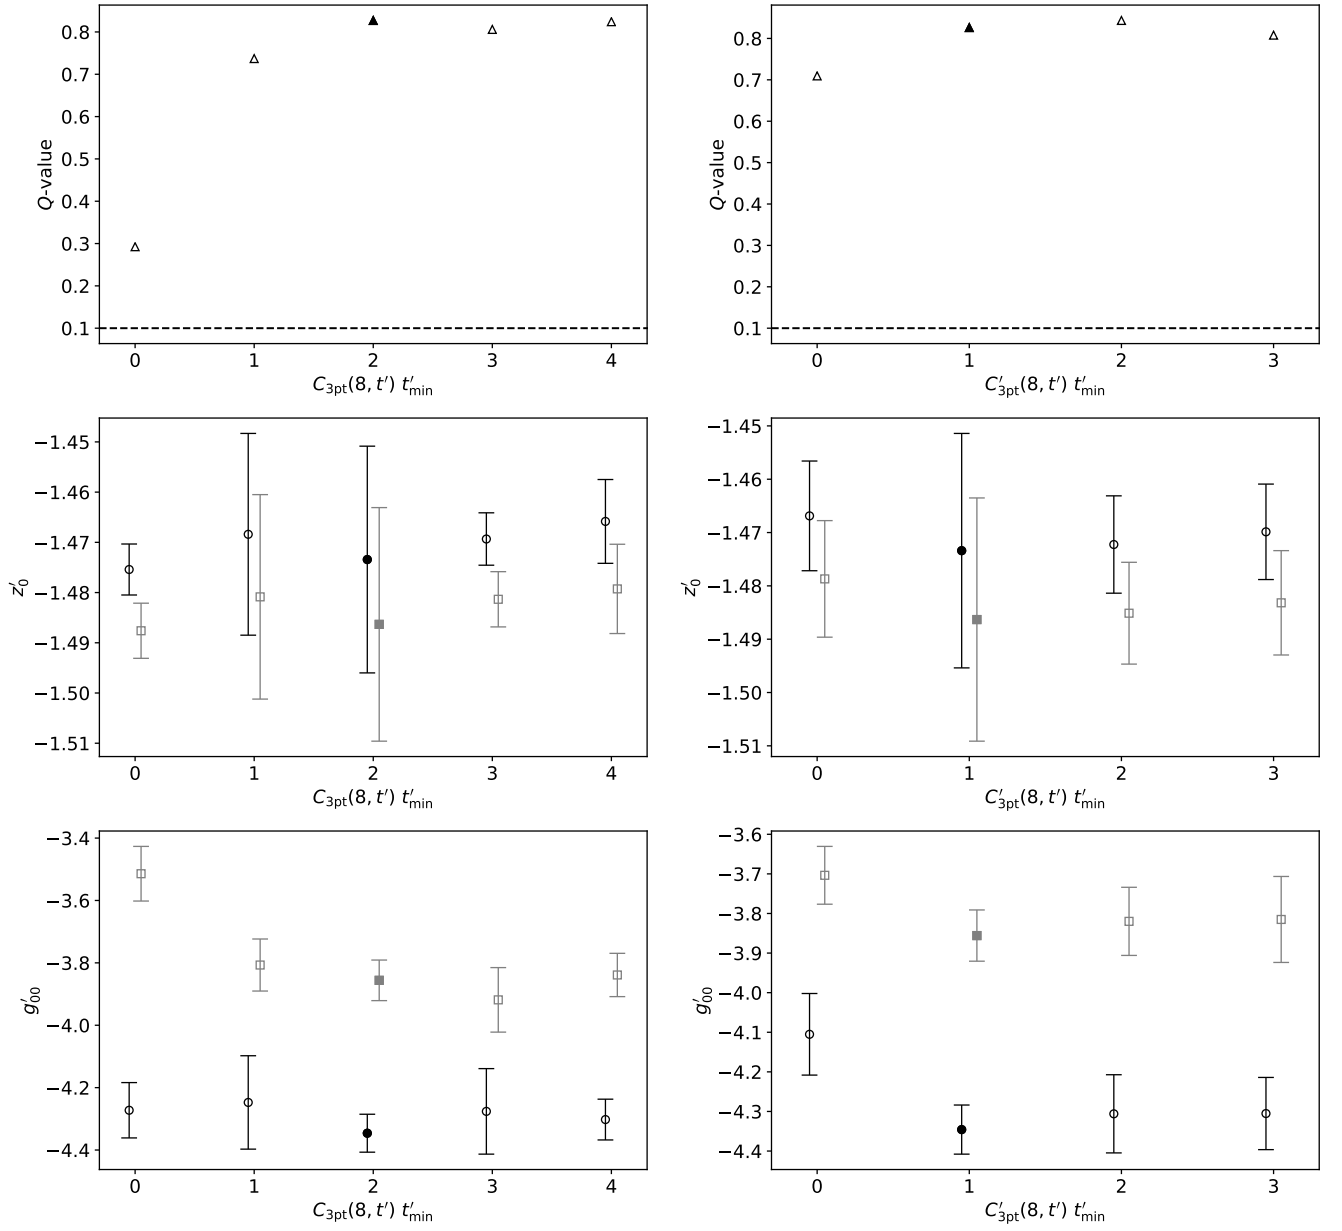 0.8
0.7
0.6
0.5
0.4
0.3
0.2
0.1
Q-value
0 1 2 3 4
C₃ₚₜ(8, t′) t′ₘᵢₙ
0.8
0.7
0.6
0.5
0.4
0.3
0.2
0.1
Q-value
0 1 2 3
C′₃ₚₜ(8, t′) t′ₘᵢₙ
−1.45
−1.46
−1.47
−1.48
−1.49
−1.50
−1.51
z′₀
0 1 2 3 4
C₃ₚₜ(8, t′) t′ₘᵢₙ
−1.45
−1.46
−1.47
−1.48
−1.49
−1.50
−1.51
z′₀
0 1 2 3
C′₃ₚₜ(8, t′) t′ₘᵢₙ
−3.4
−3.6
−3.8
−4.0
−4.2
−4.4
g′₀₀
0 1 2 3 4
C₃ₚₜ(8, t′) t′ₘᵢₙ
−3.6
−3.7
−3.8
−3.9
−4.0
−4.1
−4.2
−4.3
−4.4
g′₀₀
0 1 2 3
C′₃ₚₜ(8, t′) t′ₘᵢₙ